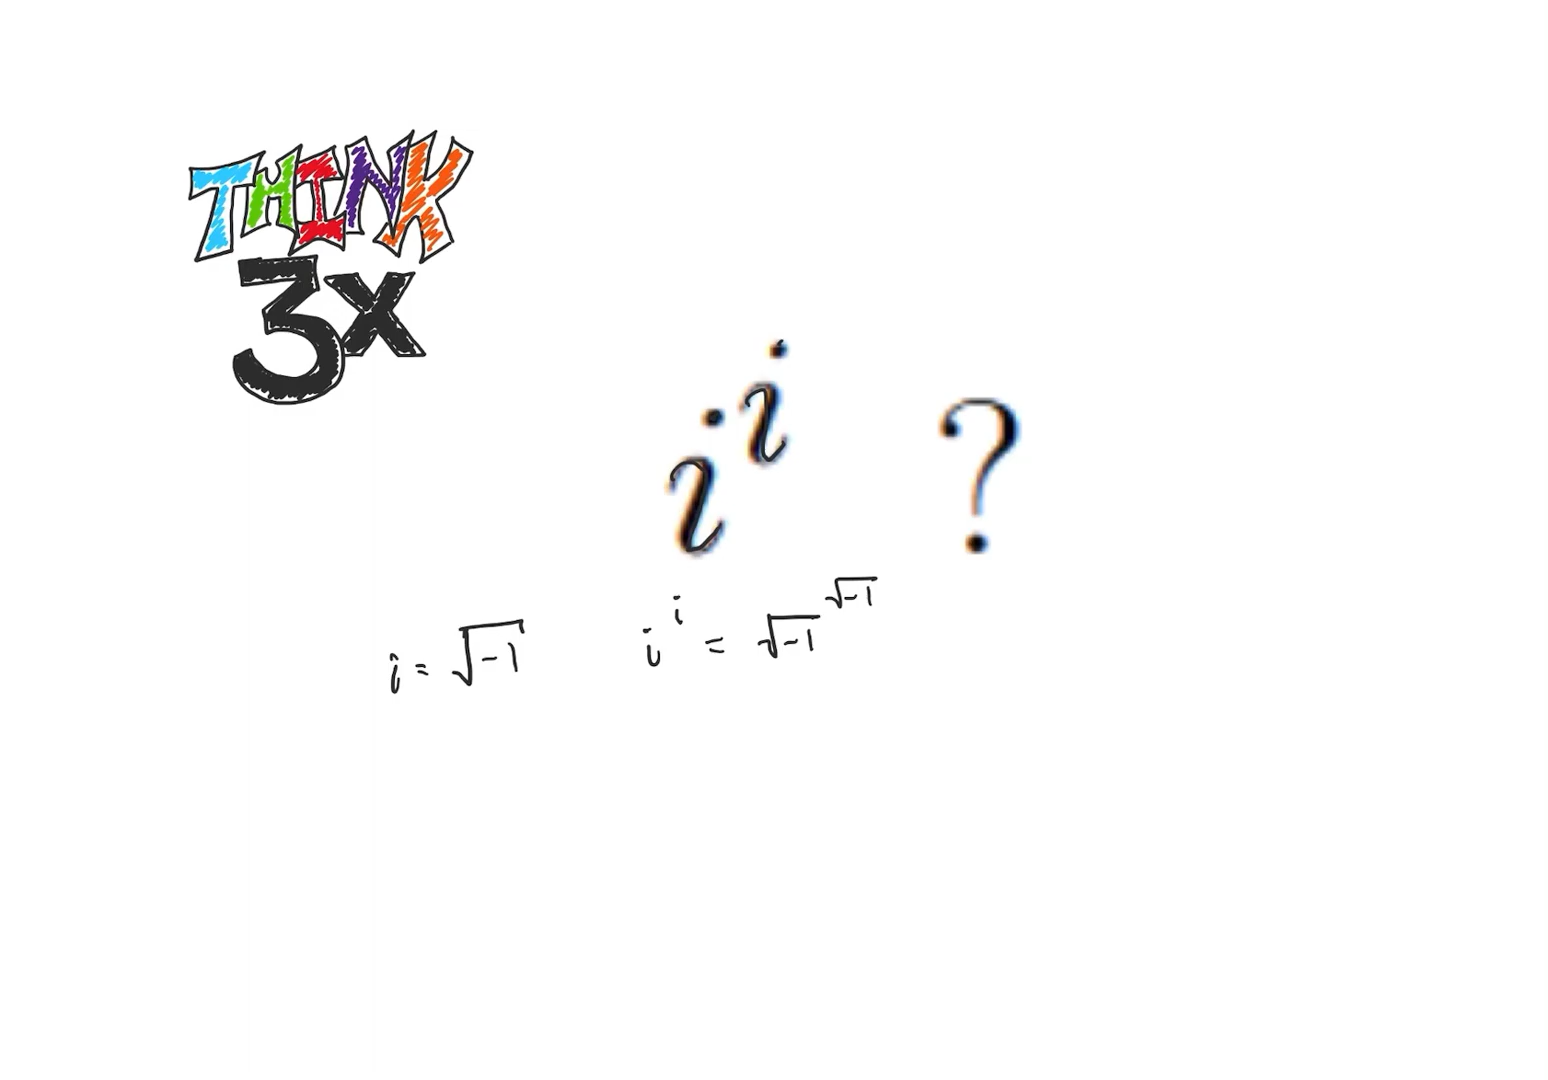 THINK
3x
i^i ?
i = √-1
i^i = √-1^√-1